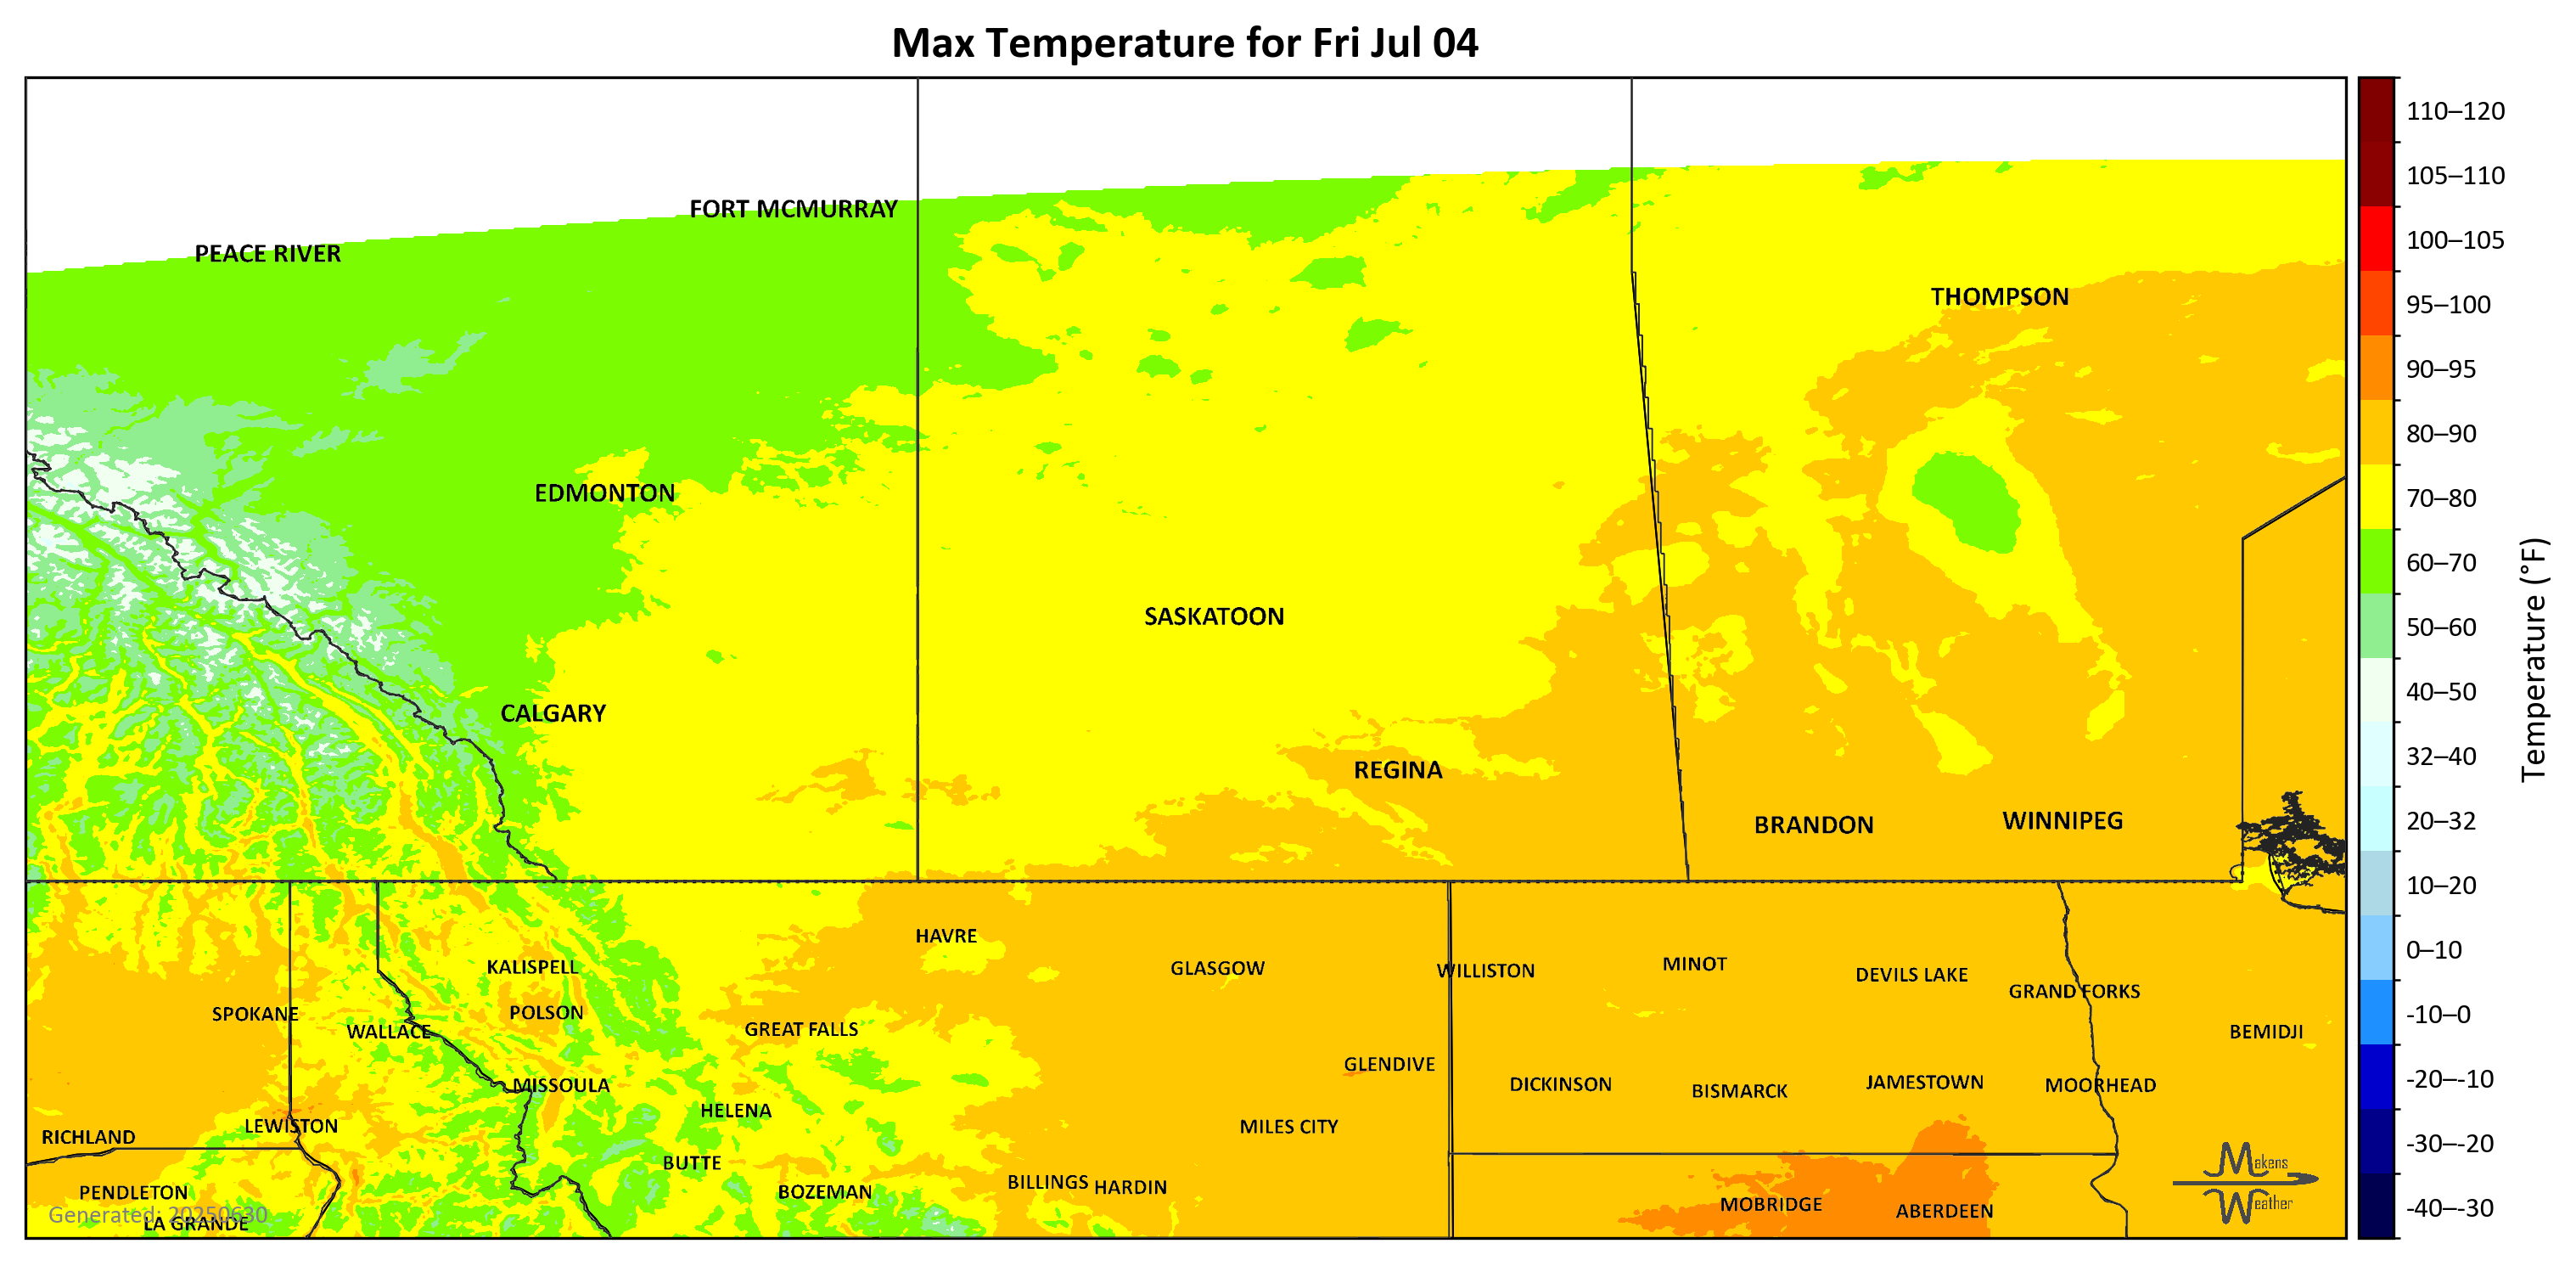 Max Temperature for Fri Jul 04
110–120
105–110
100–105
95–100
90–95
80–90
70–80
60–70
50–60
40–50
32–40
20–32
10–20
0–10
-10–0
-20–-10
-30–-20
-40–-30
Temperature (°F)
FORT MCMURRAY
PEACE RIVER
THOMPSON
EDMONTON
SASKATOON
CALGARY
REGINA
BRANDON
WINNIPEG
HAVRE
KALISPELL
GLASGOW
WILLISTON
MINOT
DEVILS LAKE
GRAND FORKS
SPOKANE
POLSON
WALLACE
GREAT FALLS
BEMIDJI
GLENDIVE
MISSOULA
DICKINSON
BISMARCK
JAMESTOWN
MOORHEAD
HELENA
LEWISTON
MILES CITY
RICHLAND
BUTTE
PENDLETON
BOZEMAN
BILLINGS
HARDIN
MOBRIDGE
ABERDEEN
Generated: 20250630
LA GRANDE
Makens
Weather